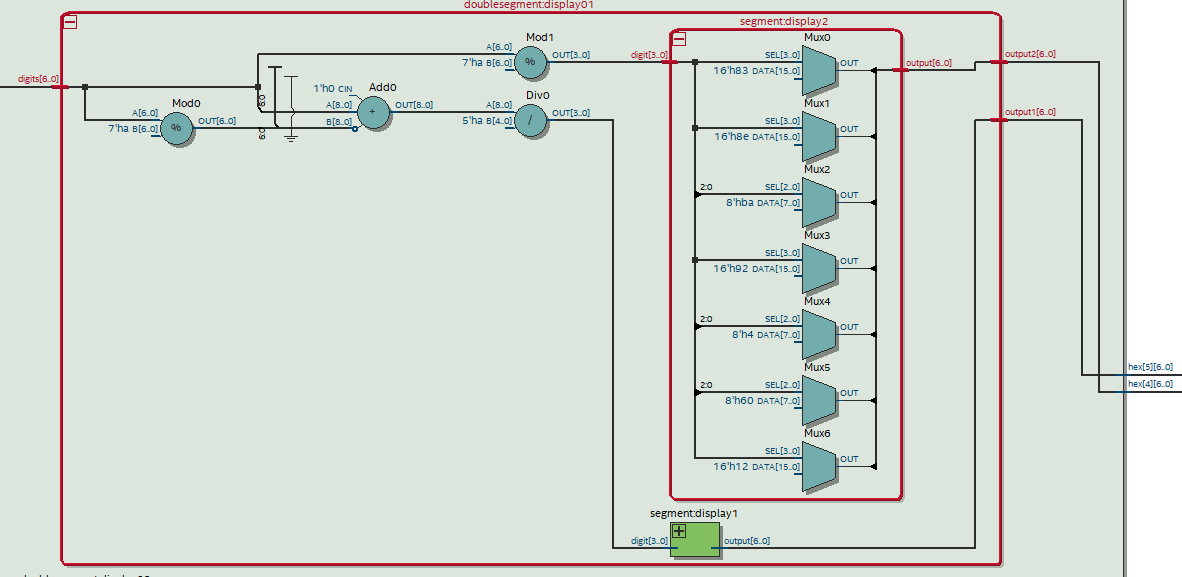 doublesegment:display01
segment:display2
digits[6..0]
Mod0
A[6..0]
7'ha B[6..0]
%
OUT[6..0]
6:0
6:0
1'h0 CIN
A[8..0]
B[8..0]
Add0
+
OUT[8..0]
Mod1
A[6..0]
7'ha B[6..0]
%
OUT[3..0]
Div0
A[8..0]
5'ha B[4..0]
/
OUT[3..0]
digit[3..0]
Mux0
SEL[3..0]
16'h83 DATA[15..0]
OUT
Mux1
SEL[3..0]
16'h8e DATA[15..0]
OUT
Mux2
2:0
SEL[2..0]
8'hba DATA[7..0]
OUT
Mux3
SEL[3..0]
16'h92 DATA[15..0]
OUT
Mux4
2:0
SEL[2..0]
8'h4 DATA[7..0]
OUT
Mux5
2:0
SEL[2..0]
8'h60 DATA[7..0]
OUT
Mux6
SEL[3..0]
16'h12 DATA[15..0]
OUT
output[6..0]
output2[6..0]
output1[6..0]
hex[5][6..0]
hex[4][6..0]
segment:display1
digit[3..0]
output[6..0]